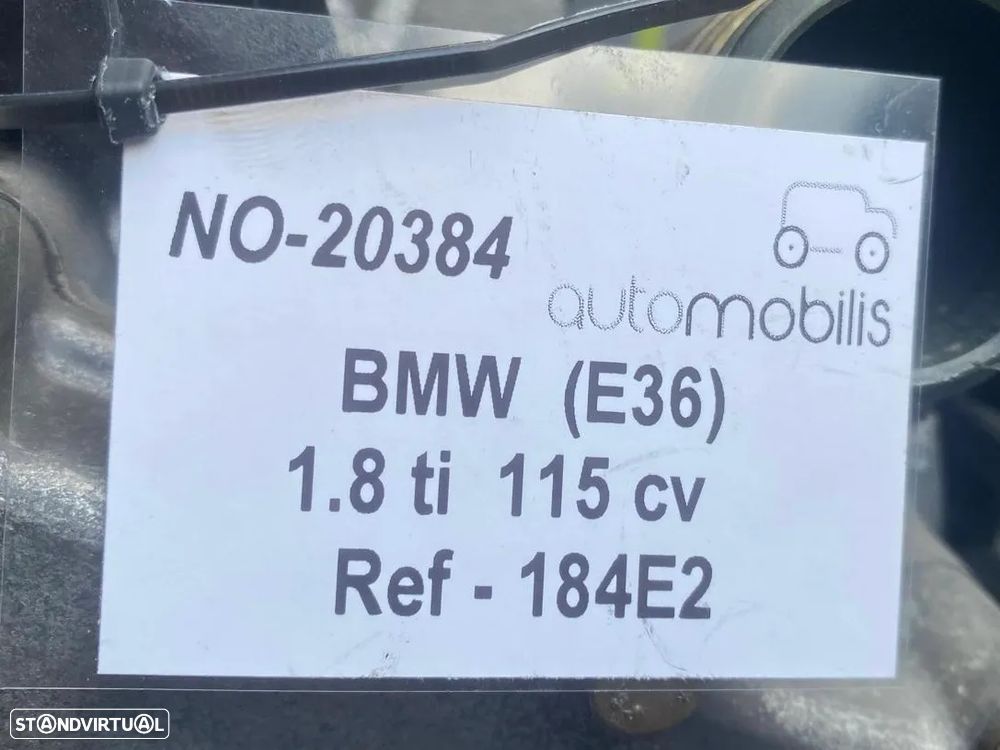 NO-20384
automobilis
BMW (E36)
1.8 ti 115 cv
Ref - 184E2
STANDVIRTUAL